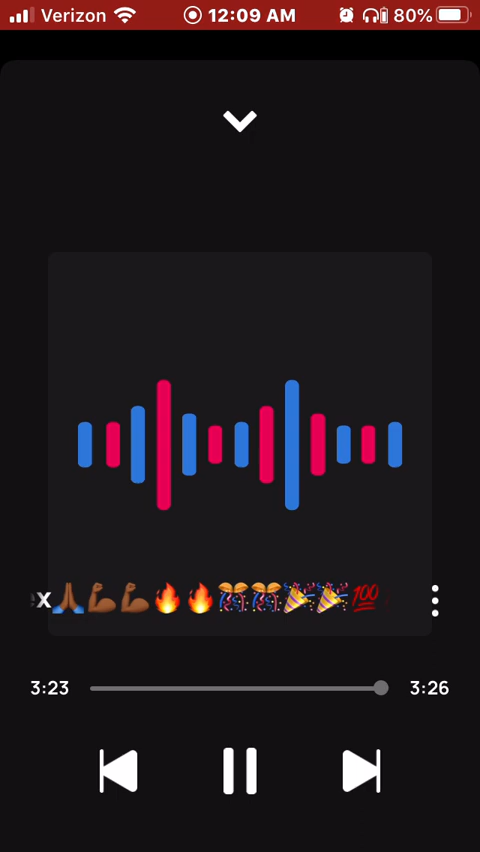 Verizon 12:09 AM 80%
x🙏🏾💪🏾💪🏾🔥🔥🎊🎊🎉🎉💯
3:23 3:26